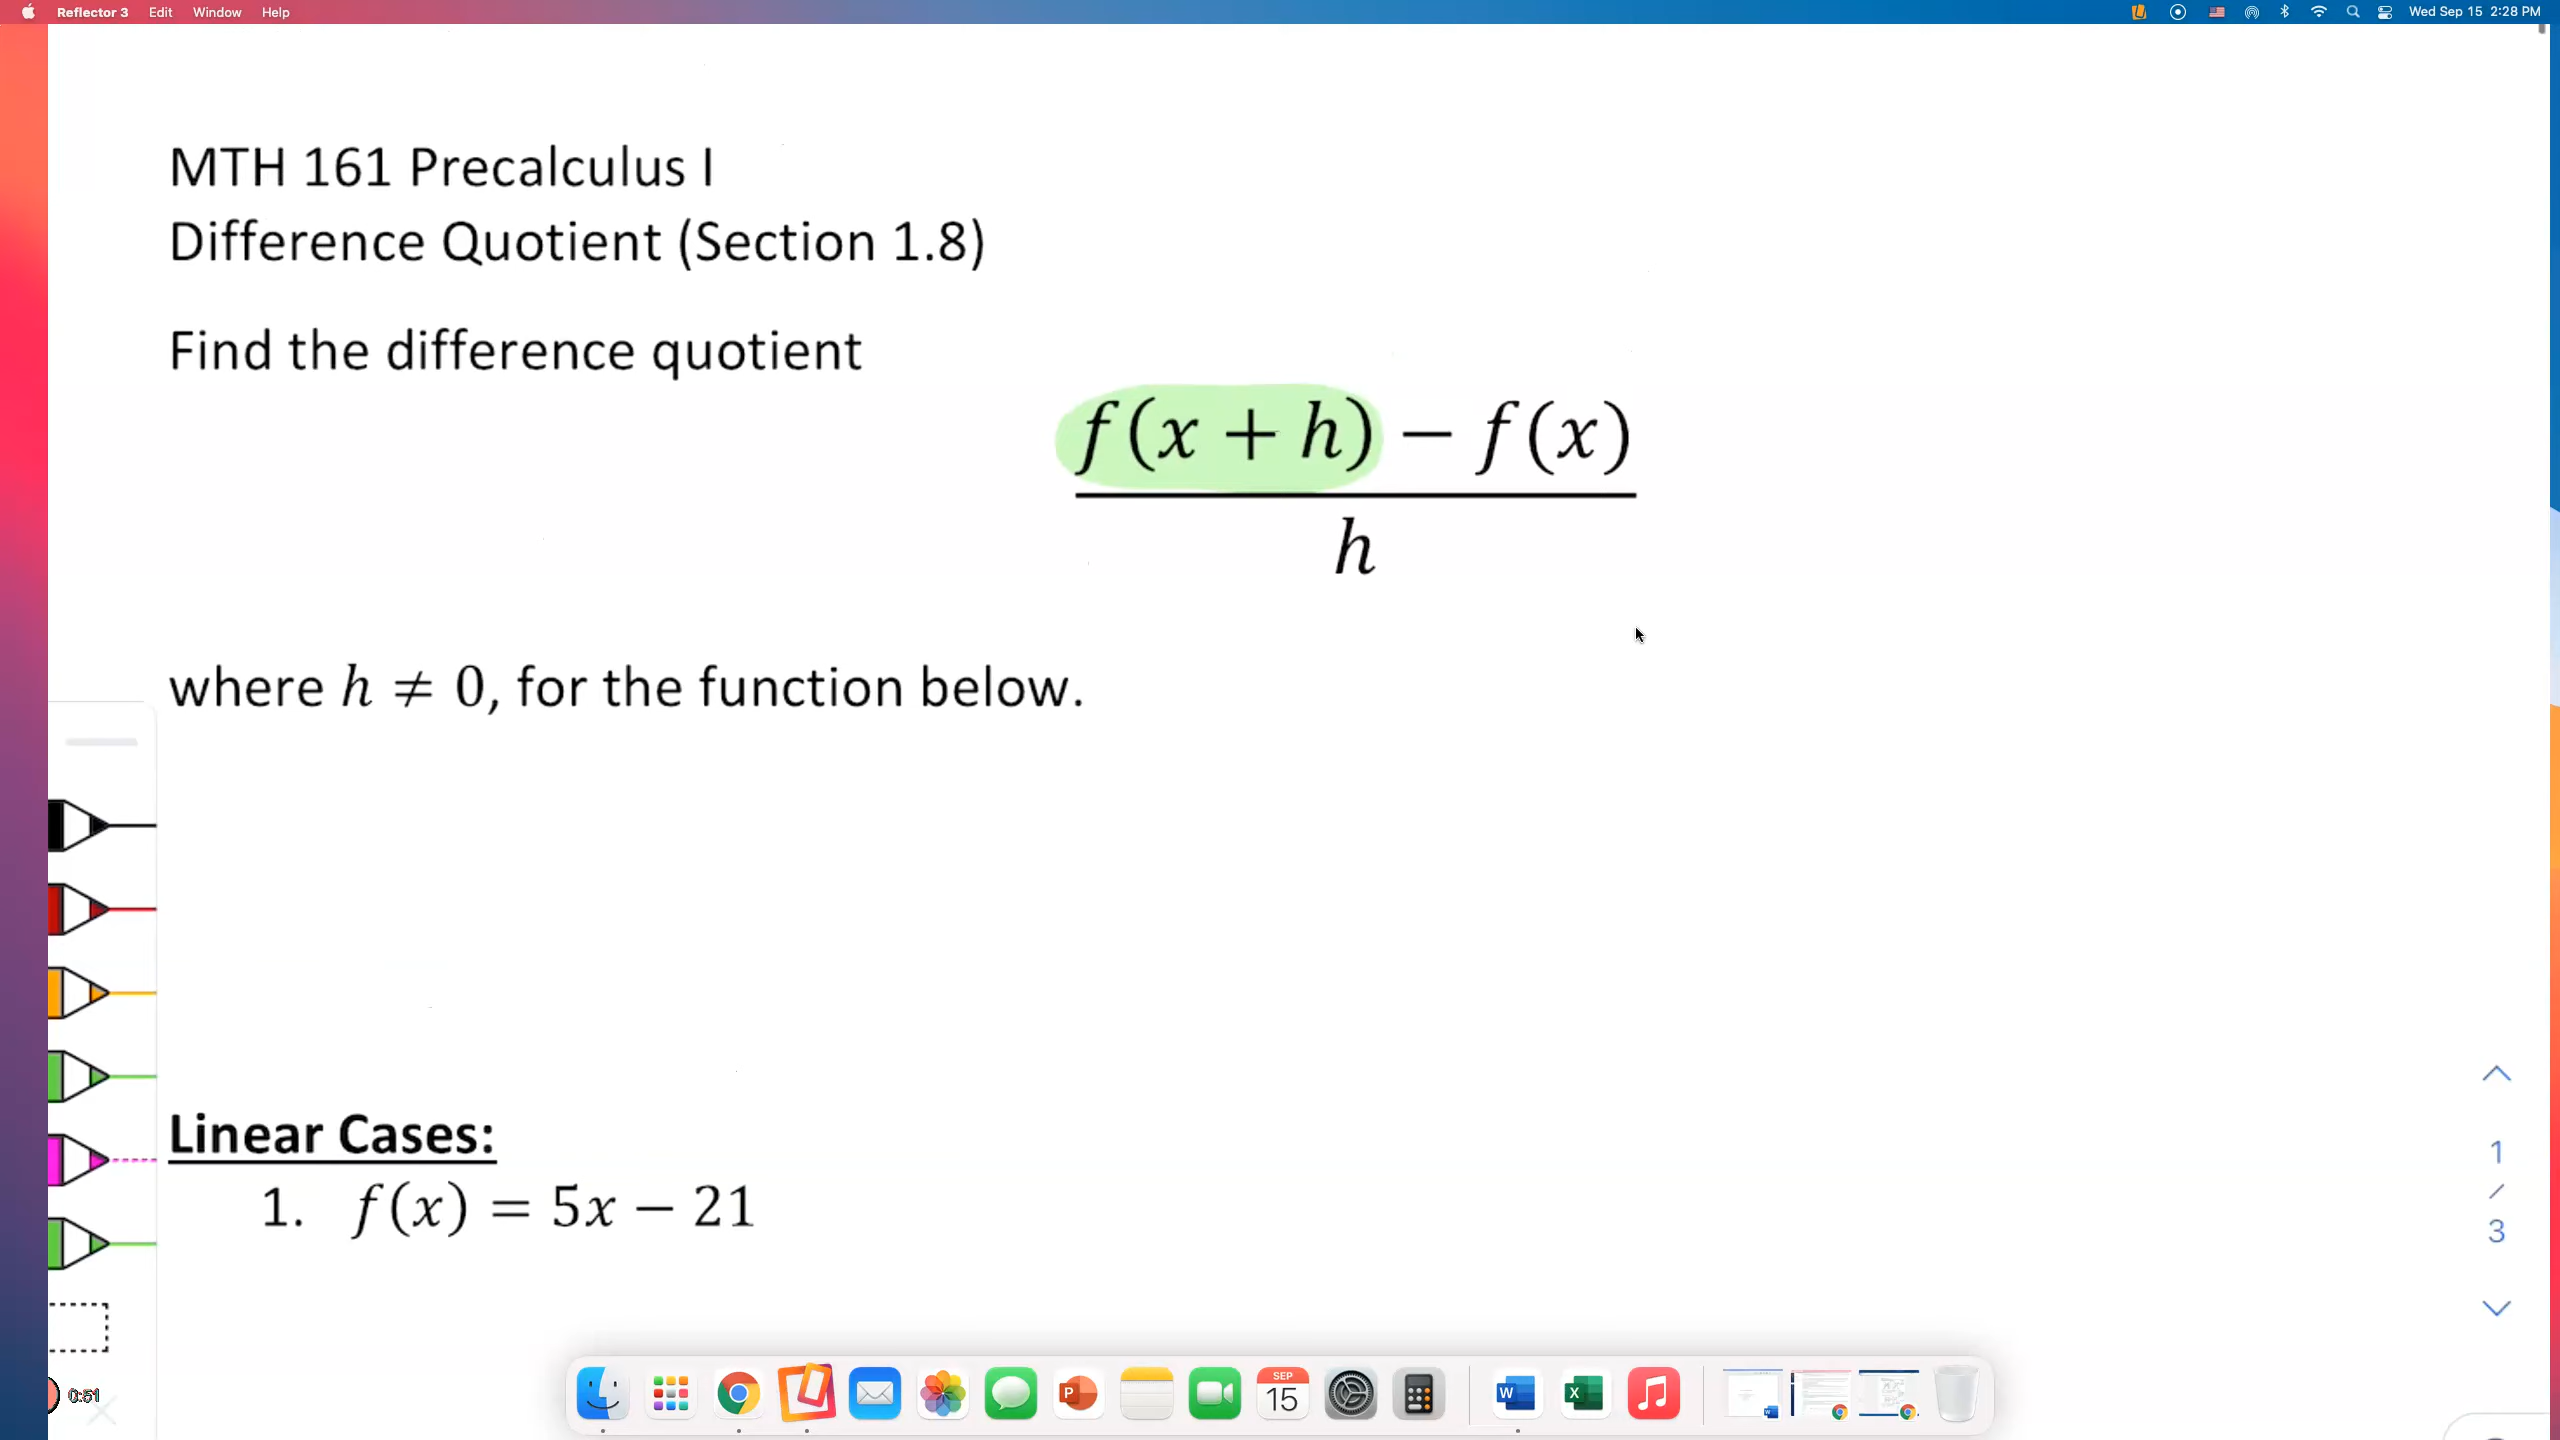 Reflector 3 Edit Window Help
Wed Sep 15 2:28 PM
MTH 161 Precalculus I
Difference Quotient (Section 1.8)
Find the difference quotient
f(x + h) − f(x)
h
where h ≠ 0, for the function below.
Linear Cases:
1. f(x) = 5x − 21
1
/
3
0:51
P
SEP
15
W
X